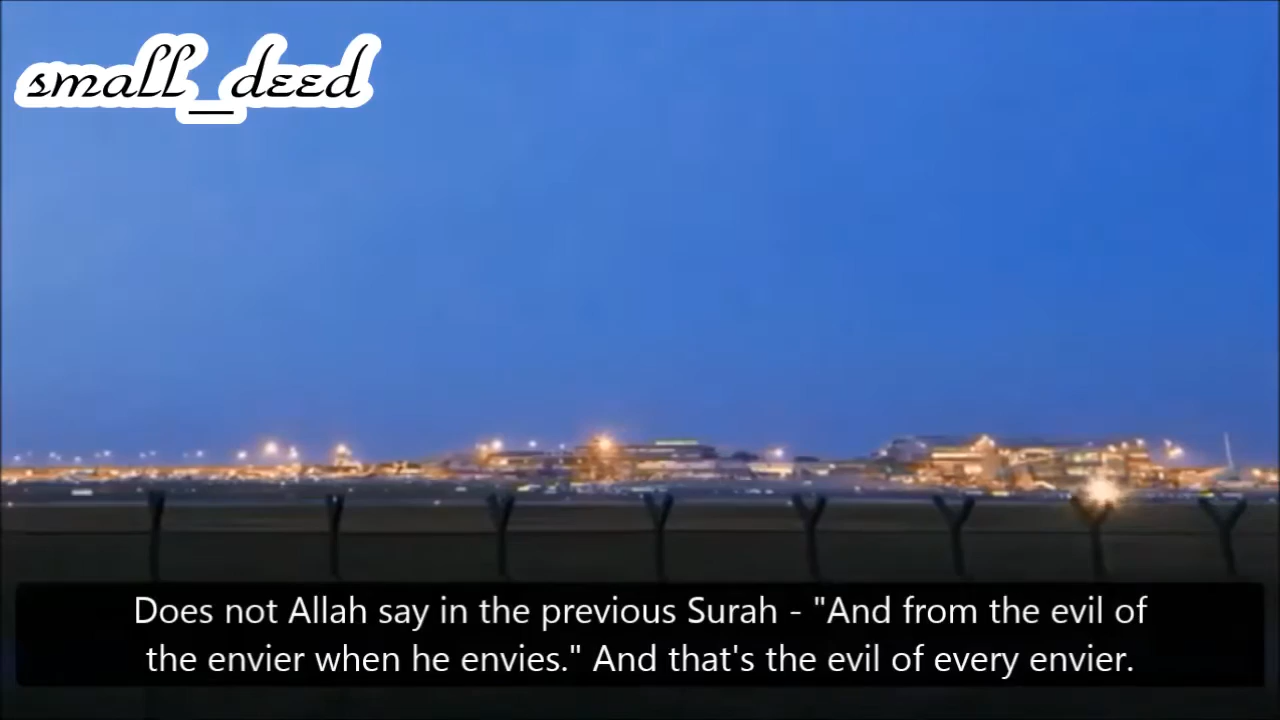 small_deed
Does not Allah say in the previous Surah - "And from the evil of
the envier when he envies." And that's the evil of every envier.